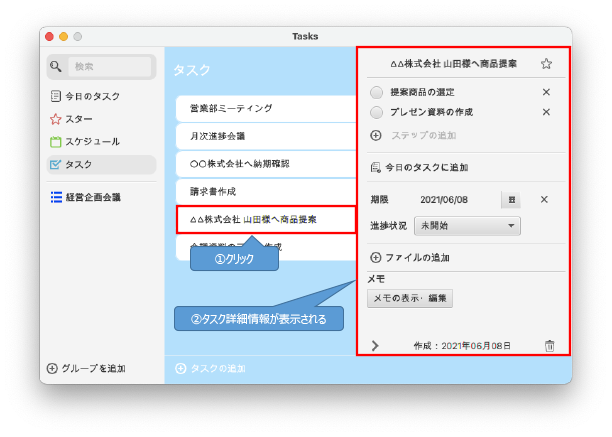 Tasks
検索
今日のタスク
スター
スケジュール
タスク
経営企画会議
グループを追加
タスク
営業部ミーティング
月次進捗会議
〇〇株式会社へ納期確認
請求書作成
△△株式会社 山田様へ商品提案
作成
①クリック
②タスク詳細情報が表示される
タスクの追加
△△株式会社 山田様へ商品提案
提案商品の選定
プレゼン資料の作成
ステップの追加
今日のタスクに追加
期限 2021/06/08
進捗状況 未開始
ファイルの追加
メモ
メモの表示・編集
作成：2021年06月08日